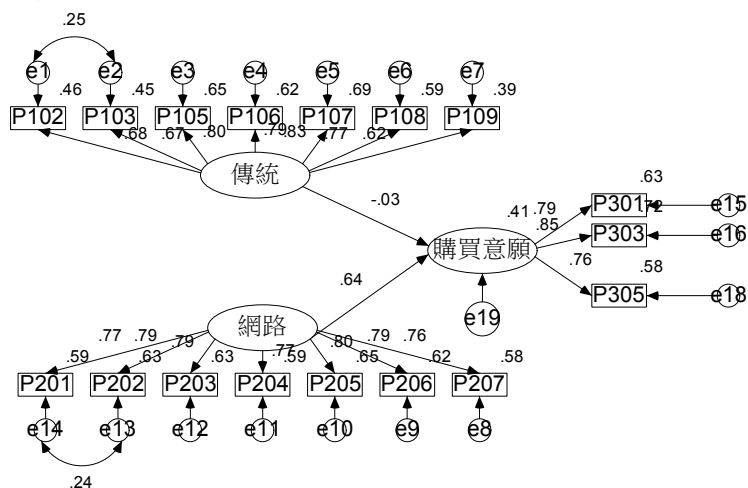 .25
e1 e2 e3 e4 e5 e6 e7
.46 .45 .65 .62 .69 .59 .39
P102 P103 P105 P106 P107 P108 P109
.68 .67 .80 .79 .83 .77 .62
傳統
-.03
.63
.41 .79 P301 e15
.72
.85 P303 e16
購買意願
.76 .58
P305 e18
.64
e19
網路
.77 .79 .79 .77 .80 .79 .76
.59 .63 .63 .59 .65 .62 .58
P201 P202 P203 P204 P205 P206 P207
e14 e13 e12 e11 e10 e9 e8
.24